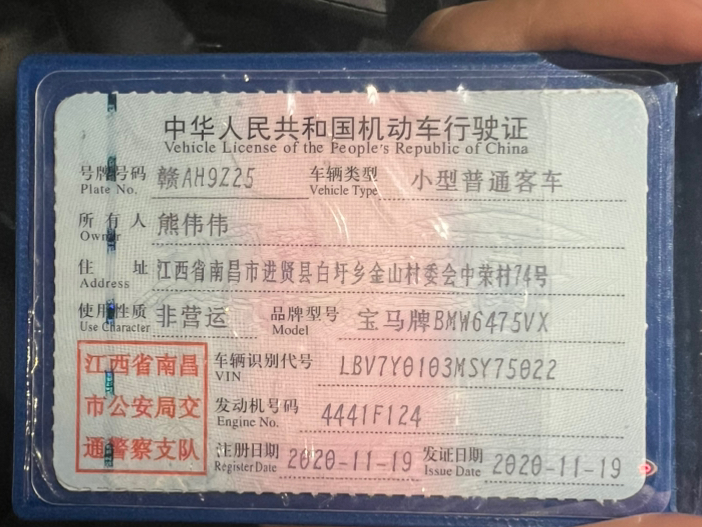 中华人民共和国机动车行驶证
Vehicle License of the People's Republic of China
号牌号码 赣AH9Z25 车辆类型 小型普通客车
Plate No. Vehicle Type
所有人 熊伟伟
Owner
住址 江西省南昌市进贤县白圩乡金山村委会中荣村74号
Address
使用性质 非营运 品牌型号 宝马牌BMW6475VX
Use Character Model
江西省南昌 车辆识别代号 LBV7Y0103MSY75022
VIN
市公安局交 发动机号码 4441F124
Engine No.
通警察支队 注册日期 2020-11-19 发证日期 2020-11-19
Register Date Issue Date